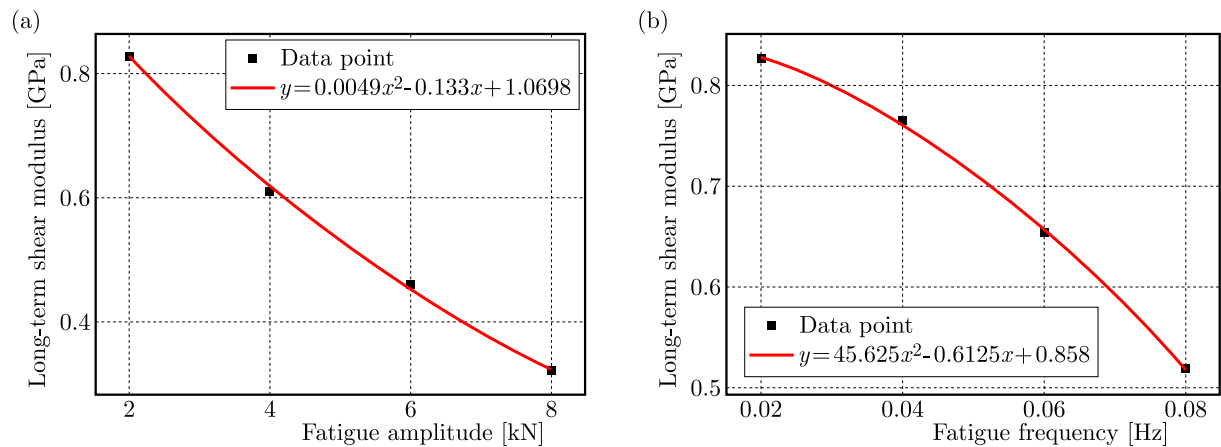 (a)
Long-term shear modulus [GPa]
0.8
0.6
0.4
Data point
y=0.0049x²-0.133x+1.0698
2 4 6 8
Fatigue amplitude [kN]
(b)
Long-term shear modulus [GPa]
0.8
0.7
0.6
0.5
Data point
y=45.625x²-0.6125x+0.858
0.02 0.04 0.06 0.08
Fatigue frequency [Hz]